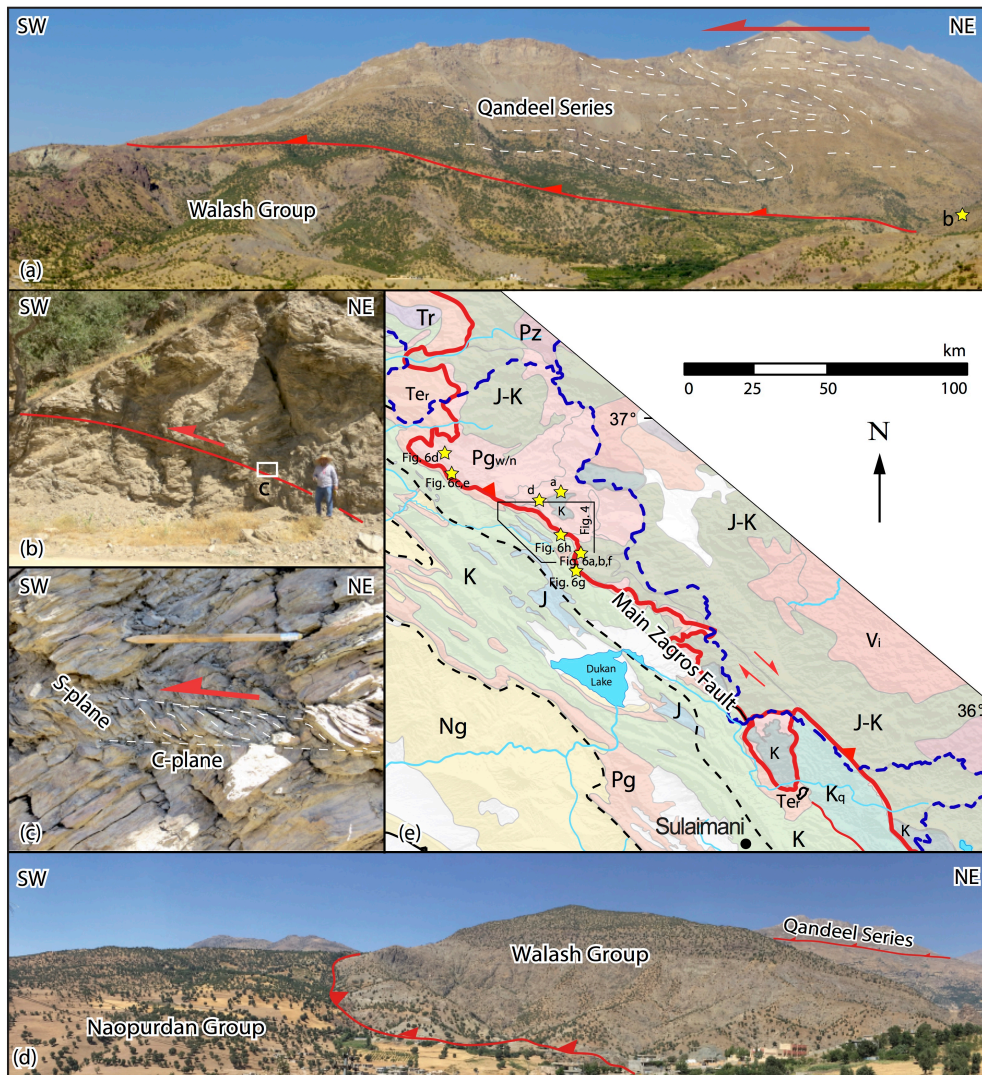 SW
NE
Qandeel Series
Walash Group
b
(a)
SW
NE
C
(b)
SW
NE
S-plane
C-plane
(c)
Tr
Pz
km
0 25 50 100
J-K
Ter
37°
N
Pgw/n
Fig. 6d
Fig. 6c,e
a
d
K
Fig. 4
J-K
Fig. 6h
Fig. 6a,b,f
Fig. 6g
K
J
Main Zagros Fault
Vi
Dukan
Lake
J
36°
J-K
Ng
K
Kq
Pg
Ter
Sulaimani
K
K
(e)
SW
NE
Qandeel Series
Walash Group
Naopurdan Group
(d)